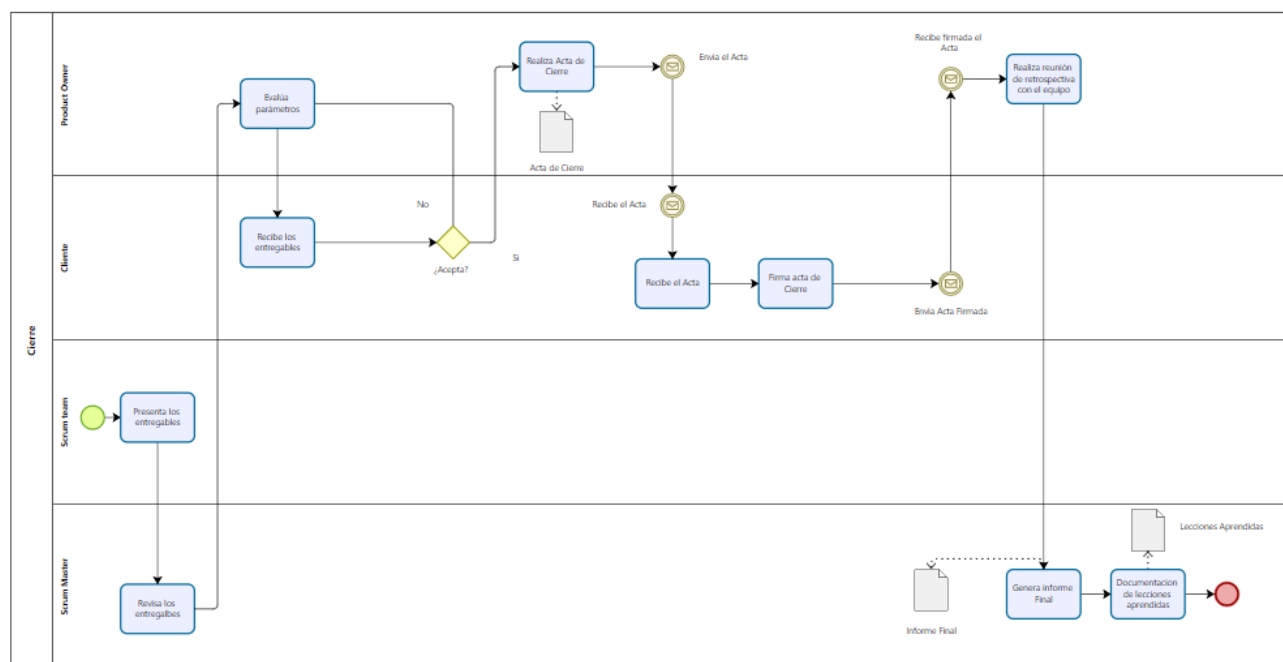 Cierre
Product Owner
Evalúa
parámetros
Realiza Acta de
Cierre
Acta de Cierre
Envia el Acta
Recibe firmada el
Acta
Realiza reunión
de retrospectiva
con el equipo
Cliente
Recibe los
entregables
No
¿Acepta?
Si
Recibe el Acta
Recibe el Acta
Firma acta de
Cierre
Envia Acta Firmada
Scrum team
Presenta los
entregables
Scrum Master
Revisa los
entregalbes
Informe Final
Genera informe
Final
Documentacion
de lecciones
aprendidas
Lecciones Aprendidas